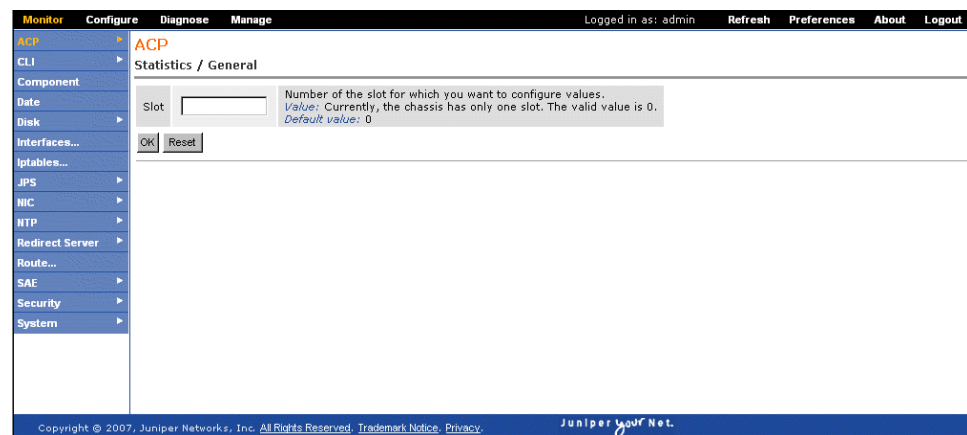 Monitor Configure Diagnose Manage Logged in as: admin Refresh Preferences About Logout
ACP
CLI
Component
Date
Disk
Interfaces...
Iptables...
JPS
NIC
NTP
Redirect Server
Route...
SAE
Security
System
ACP
Statistics / General
Slot
Number of the slot for which you want to configure values.
Value: Currently, the chassis has only one slot. The valid value is 0.
Default value: 0
OK Reset
Copyright © 2007, Juniper Networks, Inc. All Rights Reserved. Trademark Notice. Privacy.
Juniper your Net.